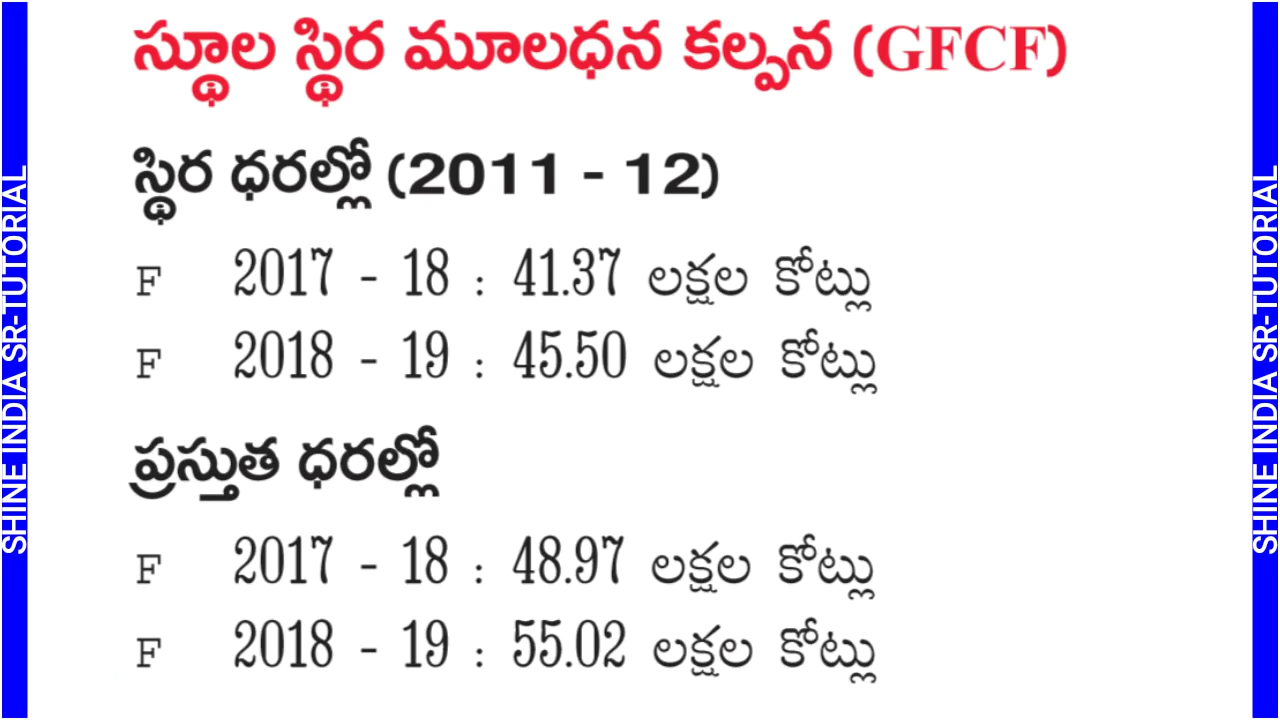 స్థూల స్థిర మూలధన కల్పన (GFCF)
స్థిర ధరల్లో (2011 - 12)
F 2017 - 18 : 41.37 లక్షల కోట్లు
F 2018 - 19 : 45.50 లక్షల కోట్లు
ప్రస్తుత ధరల్లో
F 2017 - 18 : 48.97 లక్షల కోట్లు
F 2018 - 19 : 55.02 లక్షల కోట్లు
SHINE INDIA SR-TUTORIAL
SHINE INDIA SR-TUTORIAL